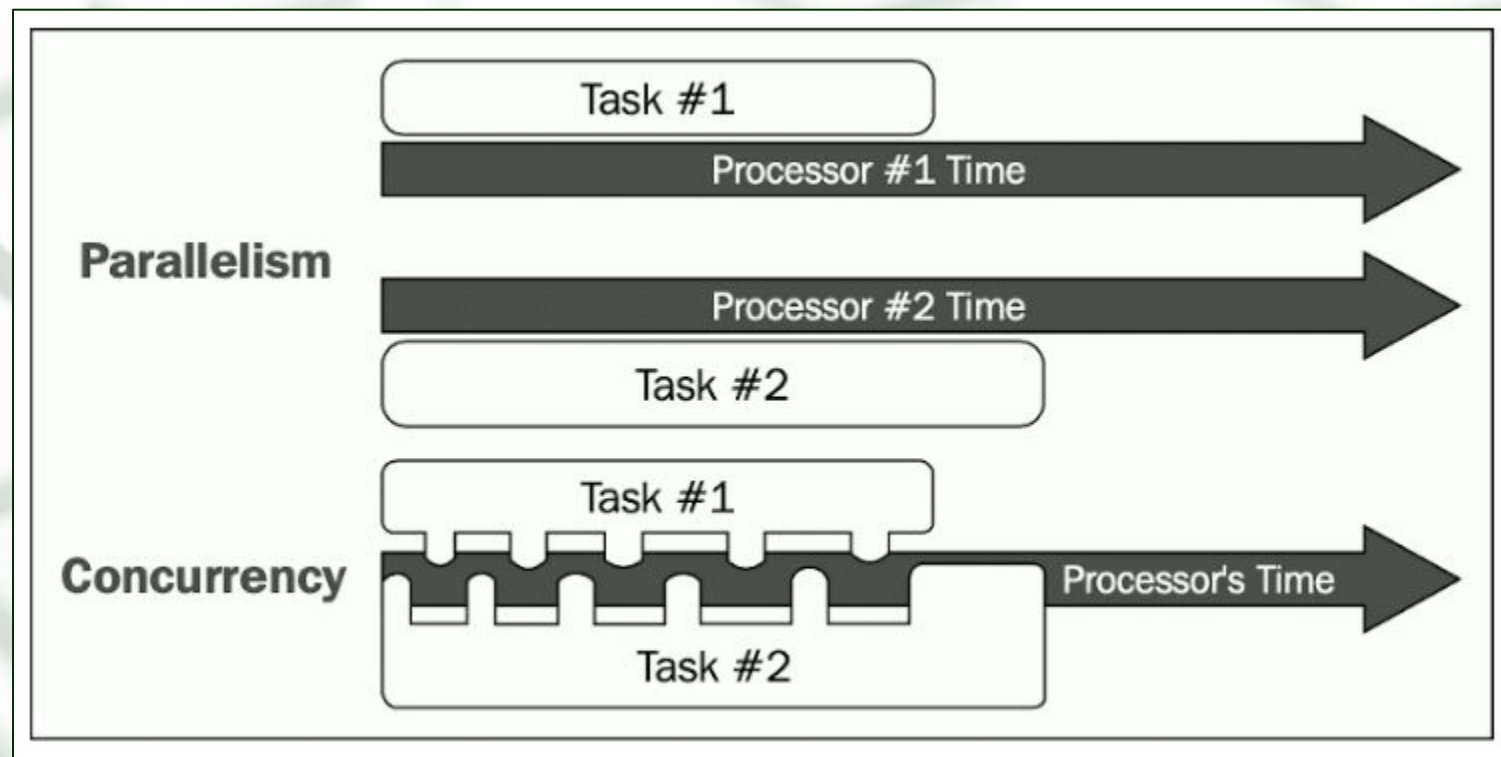 Task #1
Processor #1 Time
Parallelism
Processor #2 Time
Task #2
Task #1
Concurrency
Processor's Time
Task #2